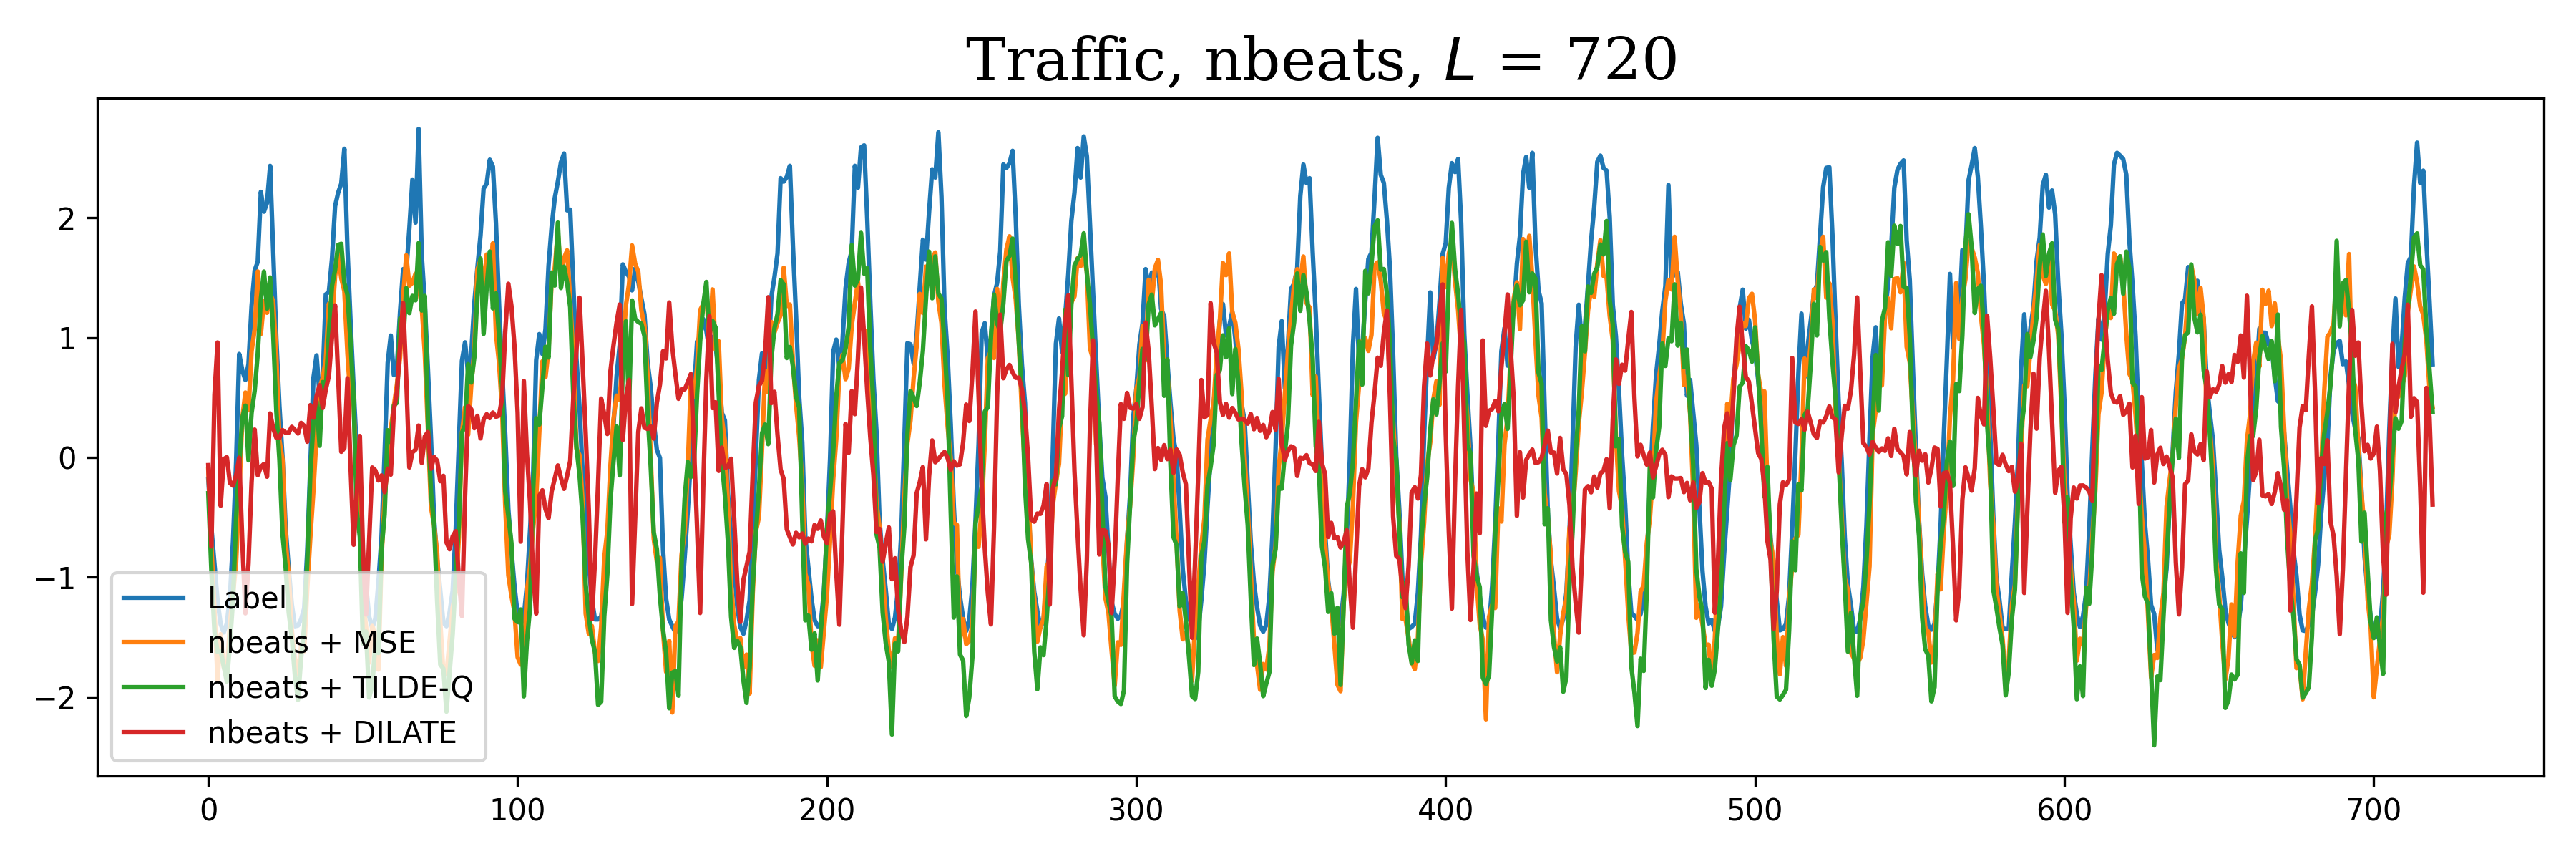 Traffic, nbeats, L = 720
2
1
0
−1
−2
Label
nbeats + MSE
nbeats + TILDE-Q
nbeats + DILATE
0 100 200 300 400 500 600 700